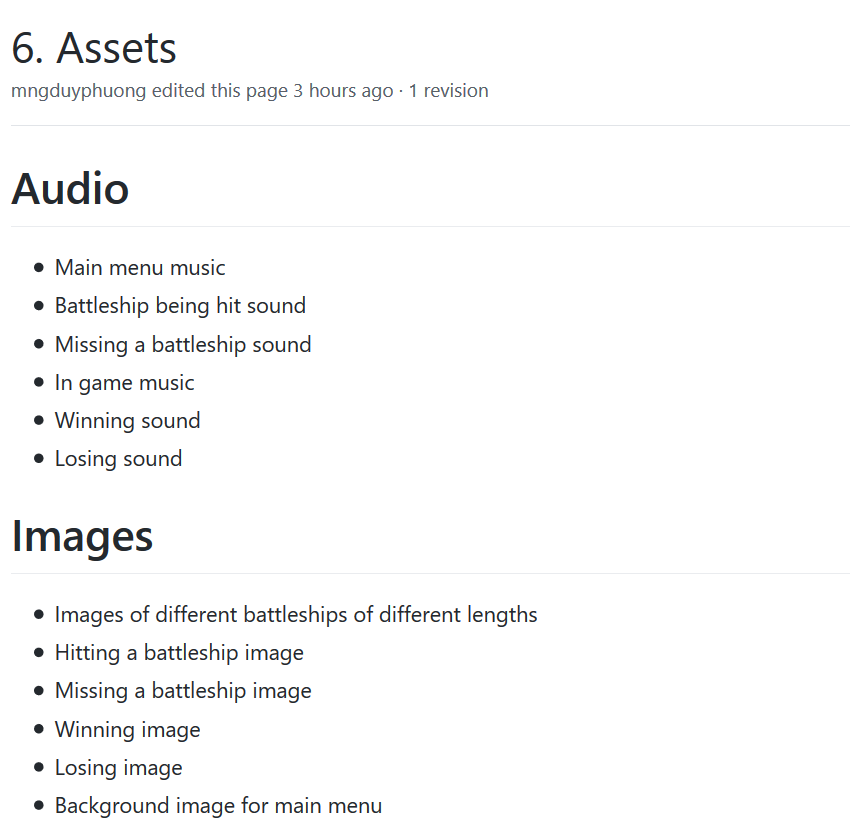 6. Assets
mngduyphuong edited this page 3 hours ago · 1 revision
Audio
Main menu music
Battleship being hit sound
Missing a battleship sound
In game music
Winning sound
Losing sound
Images
Images of different battleships of different lengths
Hitting a battleship image
Missing a battleship image
Winning image
Losing image
Background image for main menu